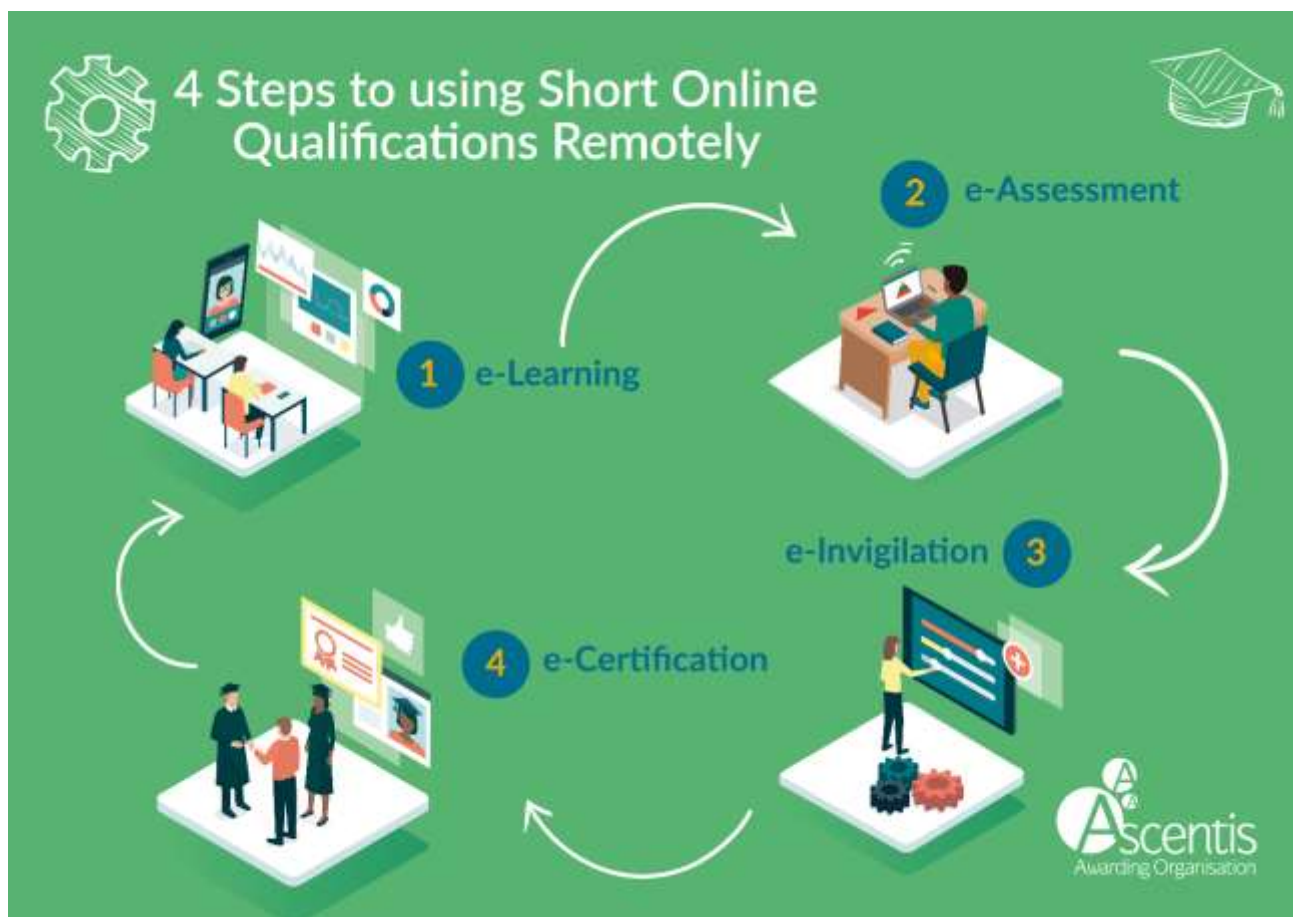 4 Steps to using Short Online
Qualifications Remotely
1 e-Learning
2 e-Assessment
e-Invigilation 3
4 e-Certification
A
A
Ascentis
Awarding Organisation